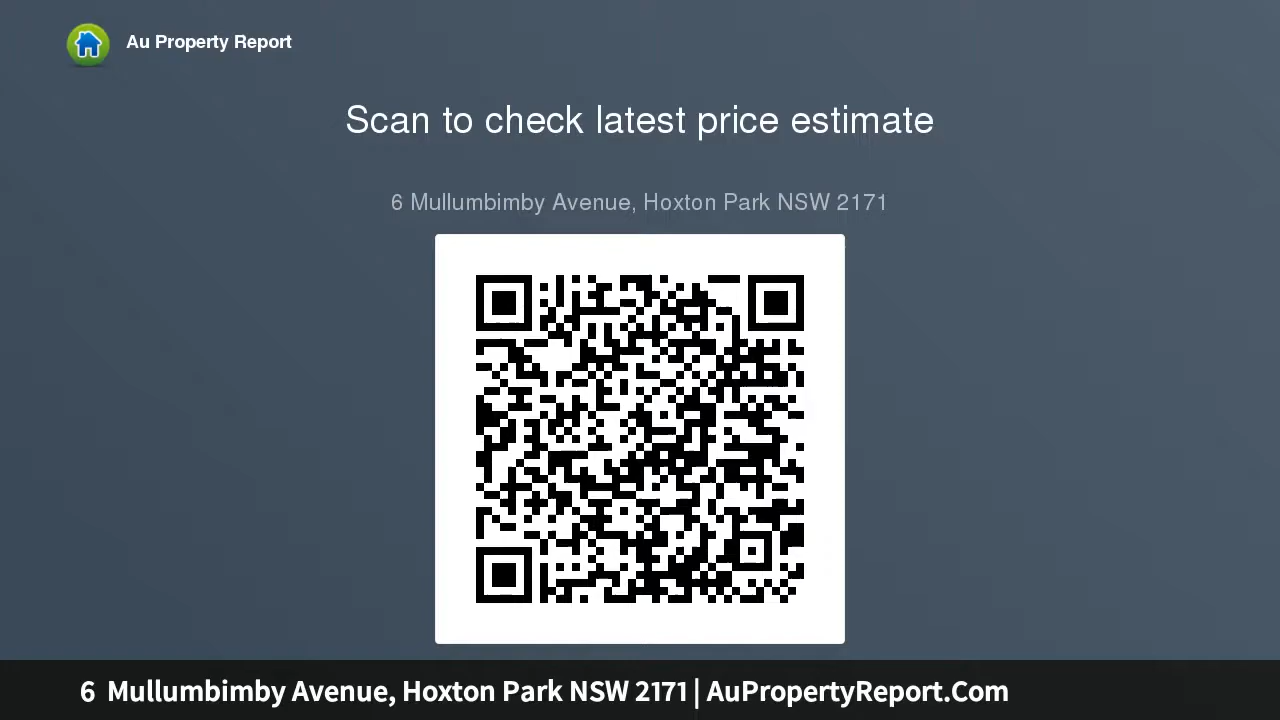 Au Property Report
Scan to check latest price estimate
6 Mullumbimby Avenue, Hoxton Park NSW 2171
6 Mullumbimby Avenue, Hoxton Park NSW 2171 | AuPropertyReport.Com